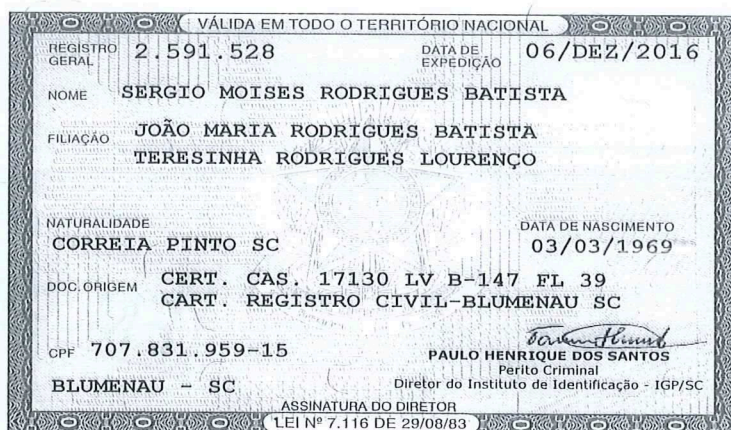 VÁLIDA EM TODO O TERRITÓRIO NACIONAL
REGISTRO GERAL 2.591.528 DATA DE EXPEDIÇÃO 06/DEZ/2016
NOME SERGIO MOISES RODRIGUES BATISTA
FILIAÇÃO JOÃO MARIA RODRIGUES BATISTA
TERESINHA RODRIGUES LOURENÇO
NATURALIDADE DATA DE NASCIMENTO
CORREIA PINTO SC 03/03/1969
DOC. ORIGEM CERT. CAS. 17130 LV B-147 FL 39
CART. REGISTRO CIVIL-BLUMENAU SC
CPF 707.831.959-15
PAULO HENRIQUE DOS SANTOS
Perito Criminal
BLUMENAU - SC Diretor do Instituto de Identificação - IGP/SC
ASSINATURA DO DIRETOR
LEI Nº 7.116 DE 29/08/83